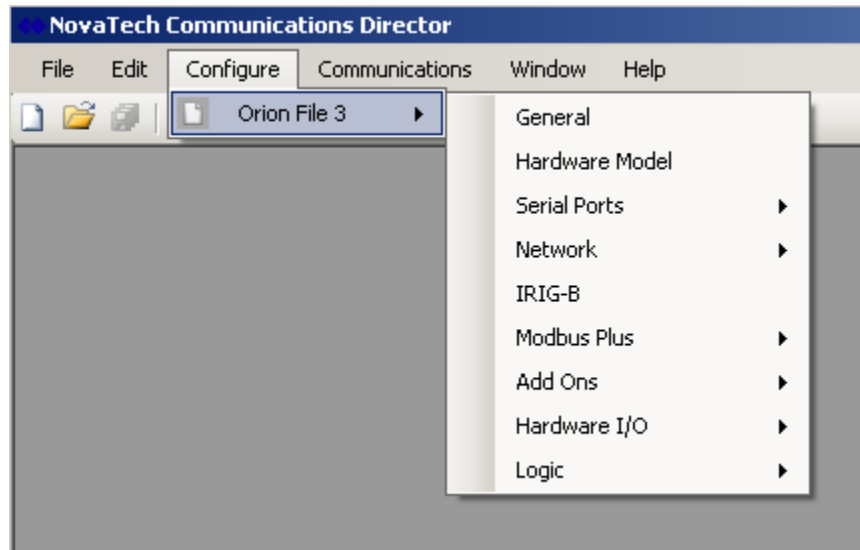 NovaTech Communications Director
File Edit Configure Communications Window Help
Orion File 3
General
Hardware Model
Serial Ports
Network
IRIG-B
Modbus Plus
Add Ons
Hardware I/O
Logic